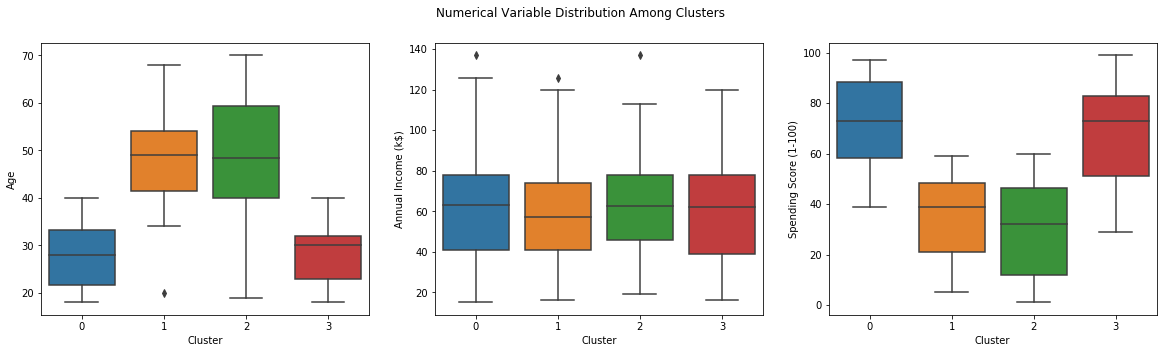 Numerical Variable Distribution Among Clusters
Age
70
60
50
40
30
20
0 1 2 3
Cluster
Annual Income (k$)
140
120
100
80
60
40
20
0 1 2 3
Cluster
Spending Score (1-100)
100
80
60
40
20
0
0 1 2 3
Cluster